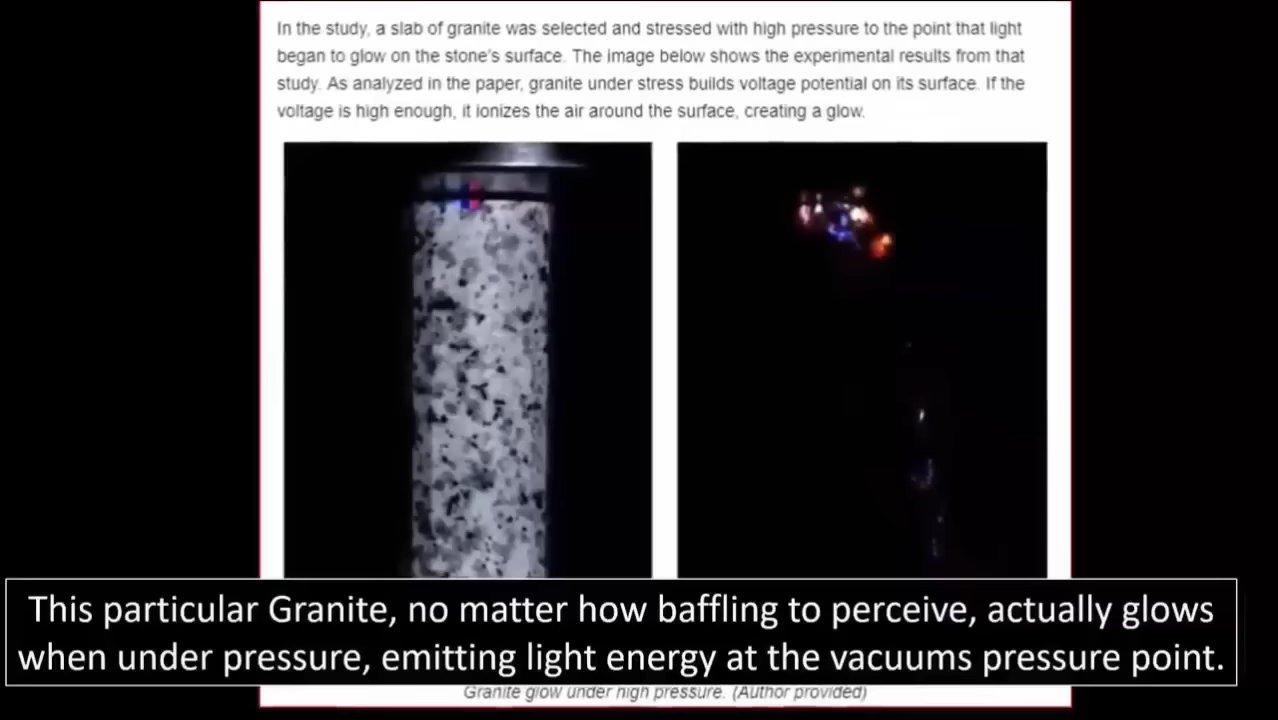 In the study, a slab of granite was selected and stressed with high pressure to the point that light
began to glow on the stone's surface. The image below shows the experimental results from that
study. As analyzed in the paper, granite under stress builds voltage potential on its surface. If the
voltage is high enough, it ionizes the air around the surface, creating a glow.
This particular Granite, no matter how baffling to perceive, actually glows
when under pressure, emitting light energy at the vacuums pressure point.
Granite glow under high pressure. (Author provided)